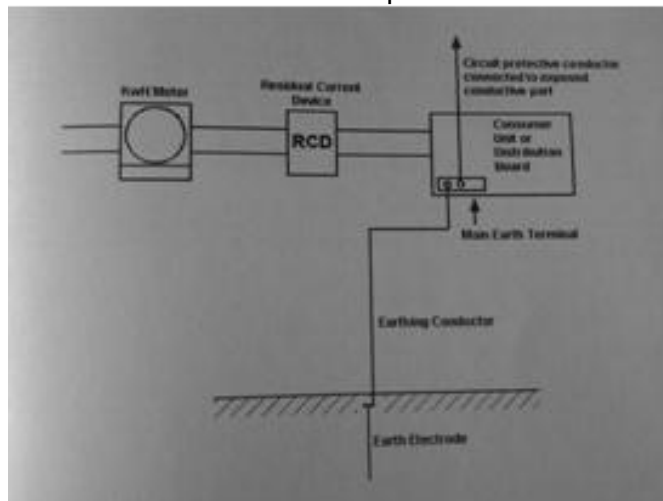 KwH Meter
Residual Current
Device
RCD
Circuit protective conductor
connected to exposed
conductive part
Consumer
Unit or
Distribution
Board
Main Earth Terminal
Earthing Conductor
Earth Electrode